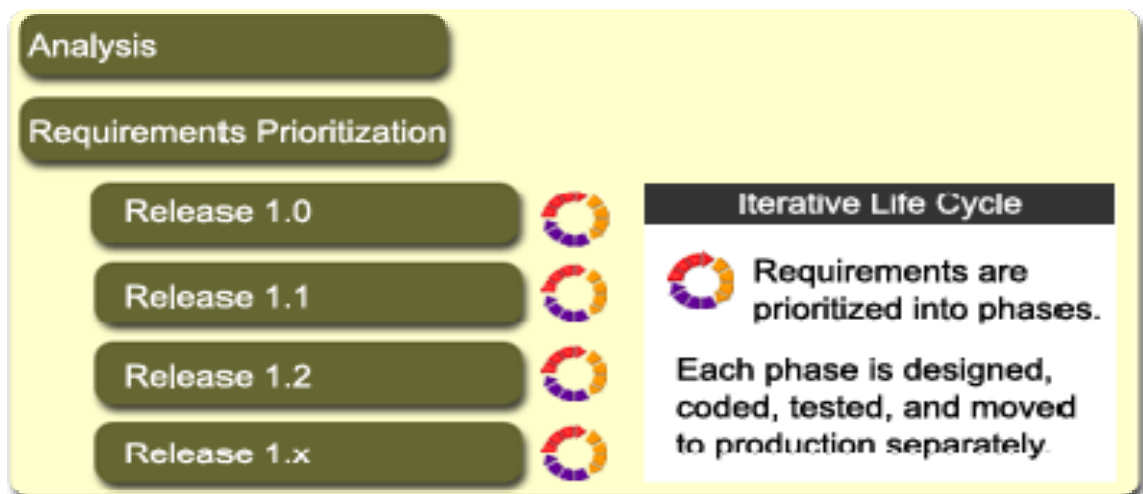 Analysis
Requirements Prioritization
Release 1.0
Release 1.1
Release 1.2
Release 1.x
Iterative Life Cycle
Requirements are
prioritized into phases.
Each phase is designed,
coded, tested, and moved
to production separately.